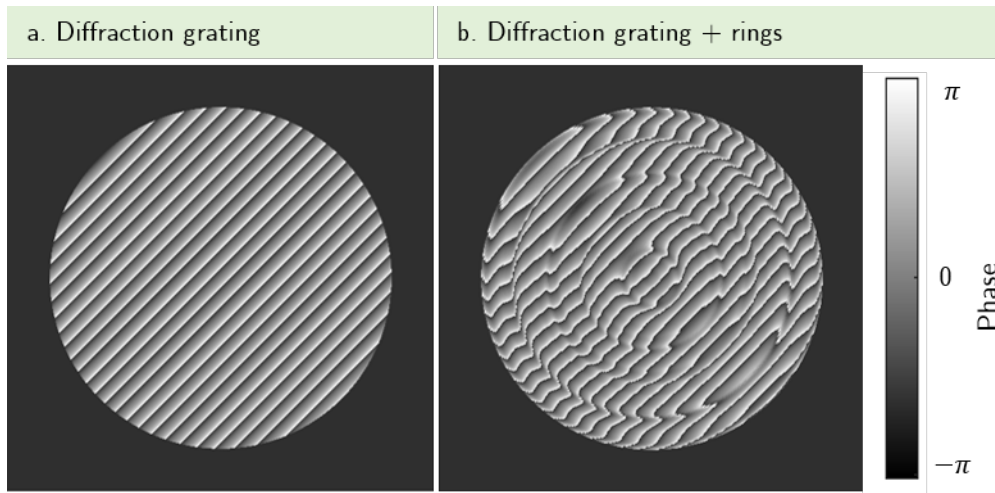 a. Diffraction grating
b. Diffraction grating + rings
π
0
−π
Phase